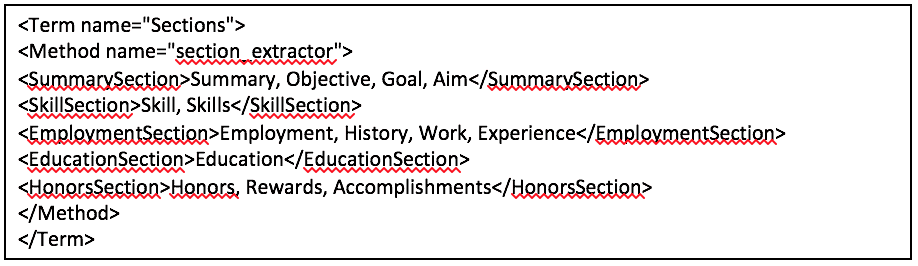 <Term name="Sections">
<Method name="section_extractor">
<SummarySection>Summary, Objective, Goal, Aim</SummarySection>
<SkillSection>Skill, Skills</SkillSection>
<EmploymentSection>Employment, History, Work, Experience</EmploymentSection>
<EducationSection>Education</EducationSection>
<HonorsSection>Honors, Rewards, Accomplishments</HonorsSection>
</Method>
</Term>